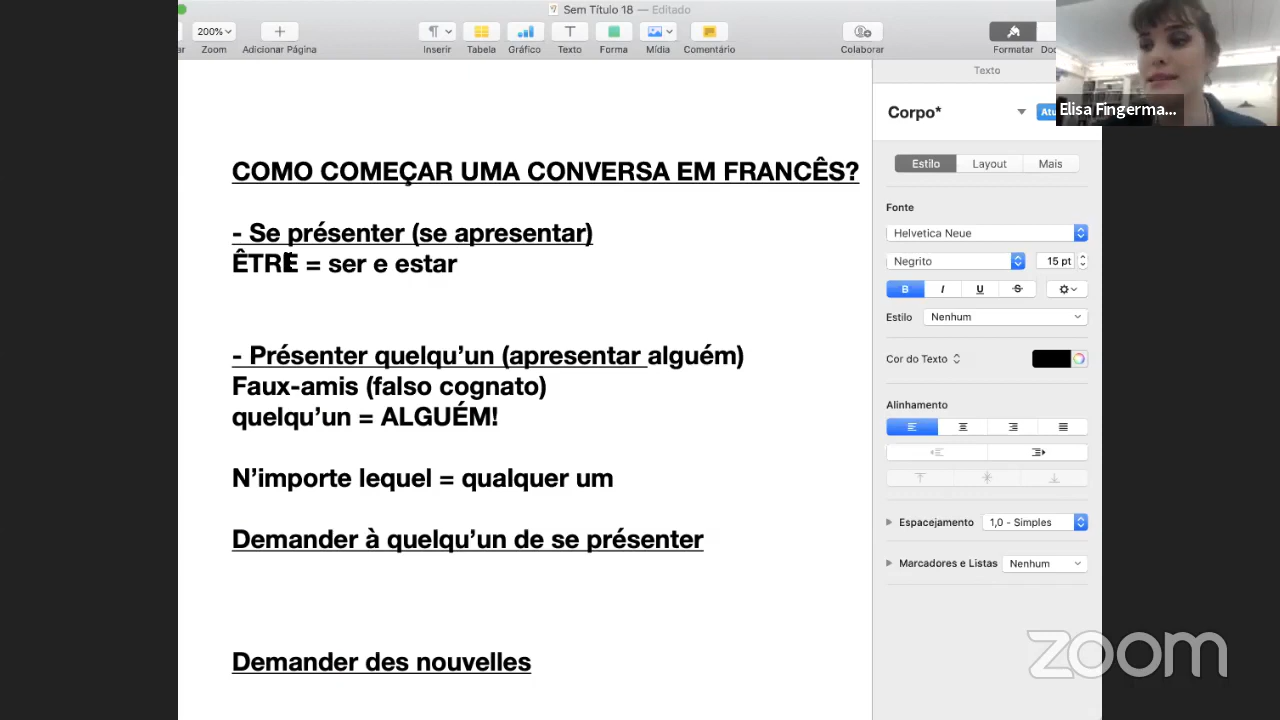 Sem Título 18 — Editado
200%
Zoom
Adicionar Página
Inserir
Tabela
Gráfico
Texto
Forma
Mídia
Comentário
Colaborar
Formatar
Texto
Elisa Fingerma...
Corpo*
Estilo
Layout
Mais
COMO COMEÇAR UMA CONVERSA EM FRANCÊS?
- Se présenter (se apresentar)
ÊTRE = ser e estar
- Présenter quelqu’un (apresentar alguém)
Faux-amis (falso cognato)
quelqu’un = ALGUÉM!
N’importe lequel = qualquer um
Demander à quelqu’un de se présenter
Demander des nouvelles
Fonte
Helvetica Neue
Negrito
15 pt
B I U S
Estilo
Nenhum
Cor do Texto
Alinhamento
Espacejamento
1,0 - Simples
Marcadores e Listas
Nenhum
zoom